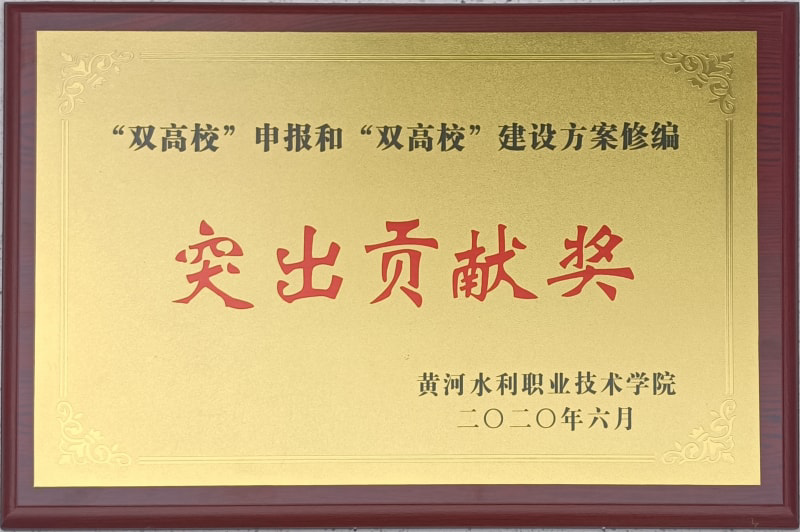 “双高校”申报和“双高校”建设方案修编
突出贡献奖
黄河水利职业技术学院
二〇二〇年六月